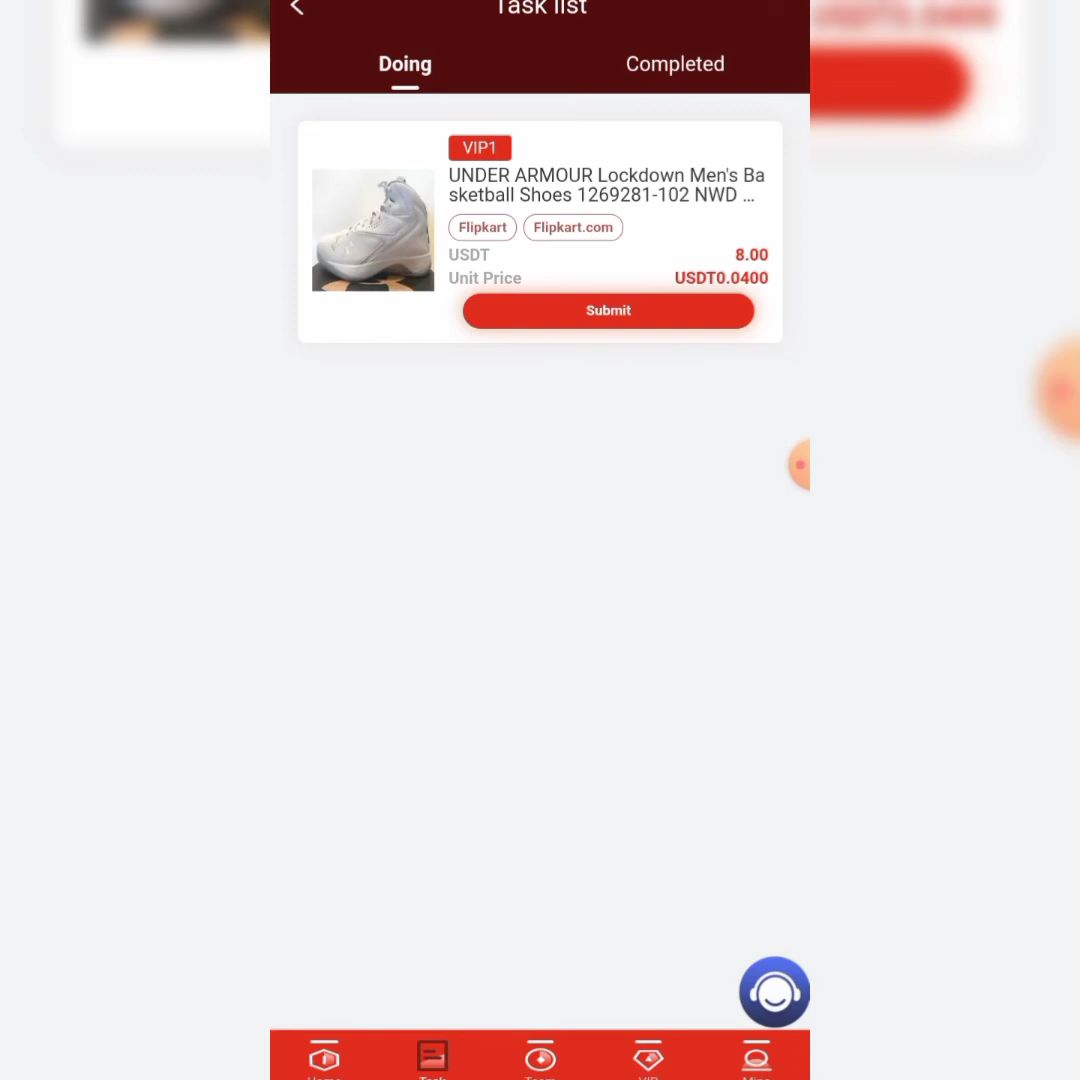 Task list
Doing
Completed
VIP1
UNDER ARMOUR Lockdown Men's Ba
sketball Shoes 1269281-102 NWD ...
Flipkart
Flipkart.com
USDT
8.00
Unit Price
USDT0.0400
Submit